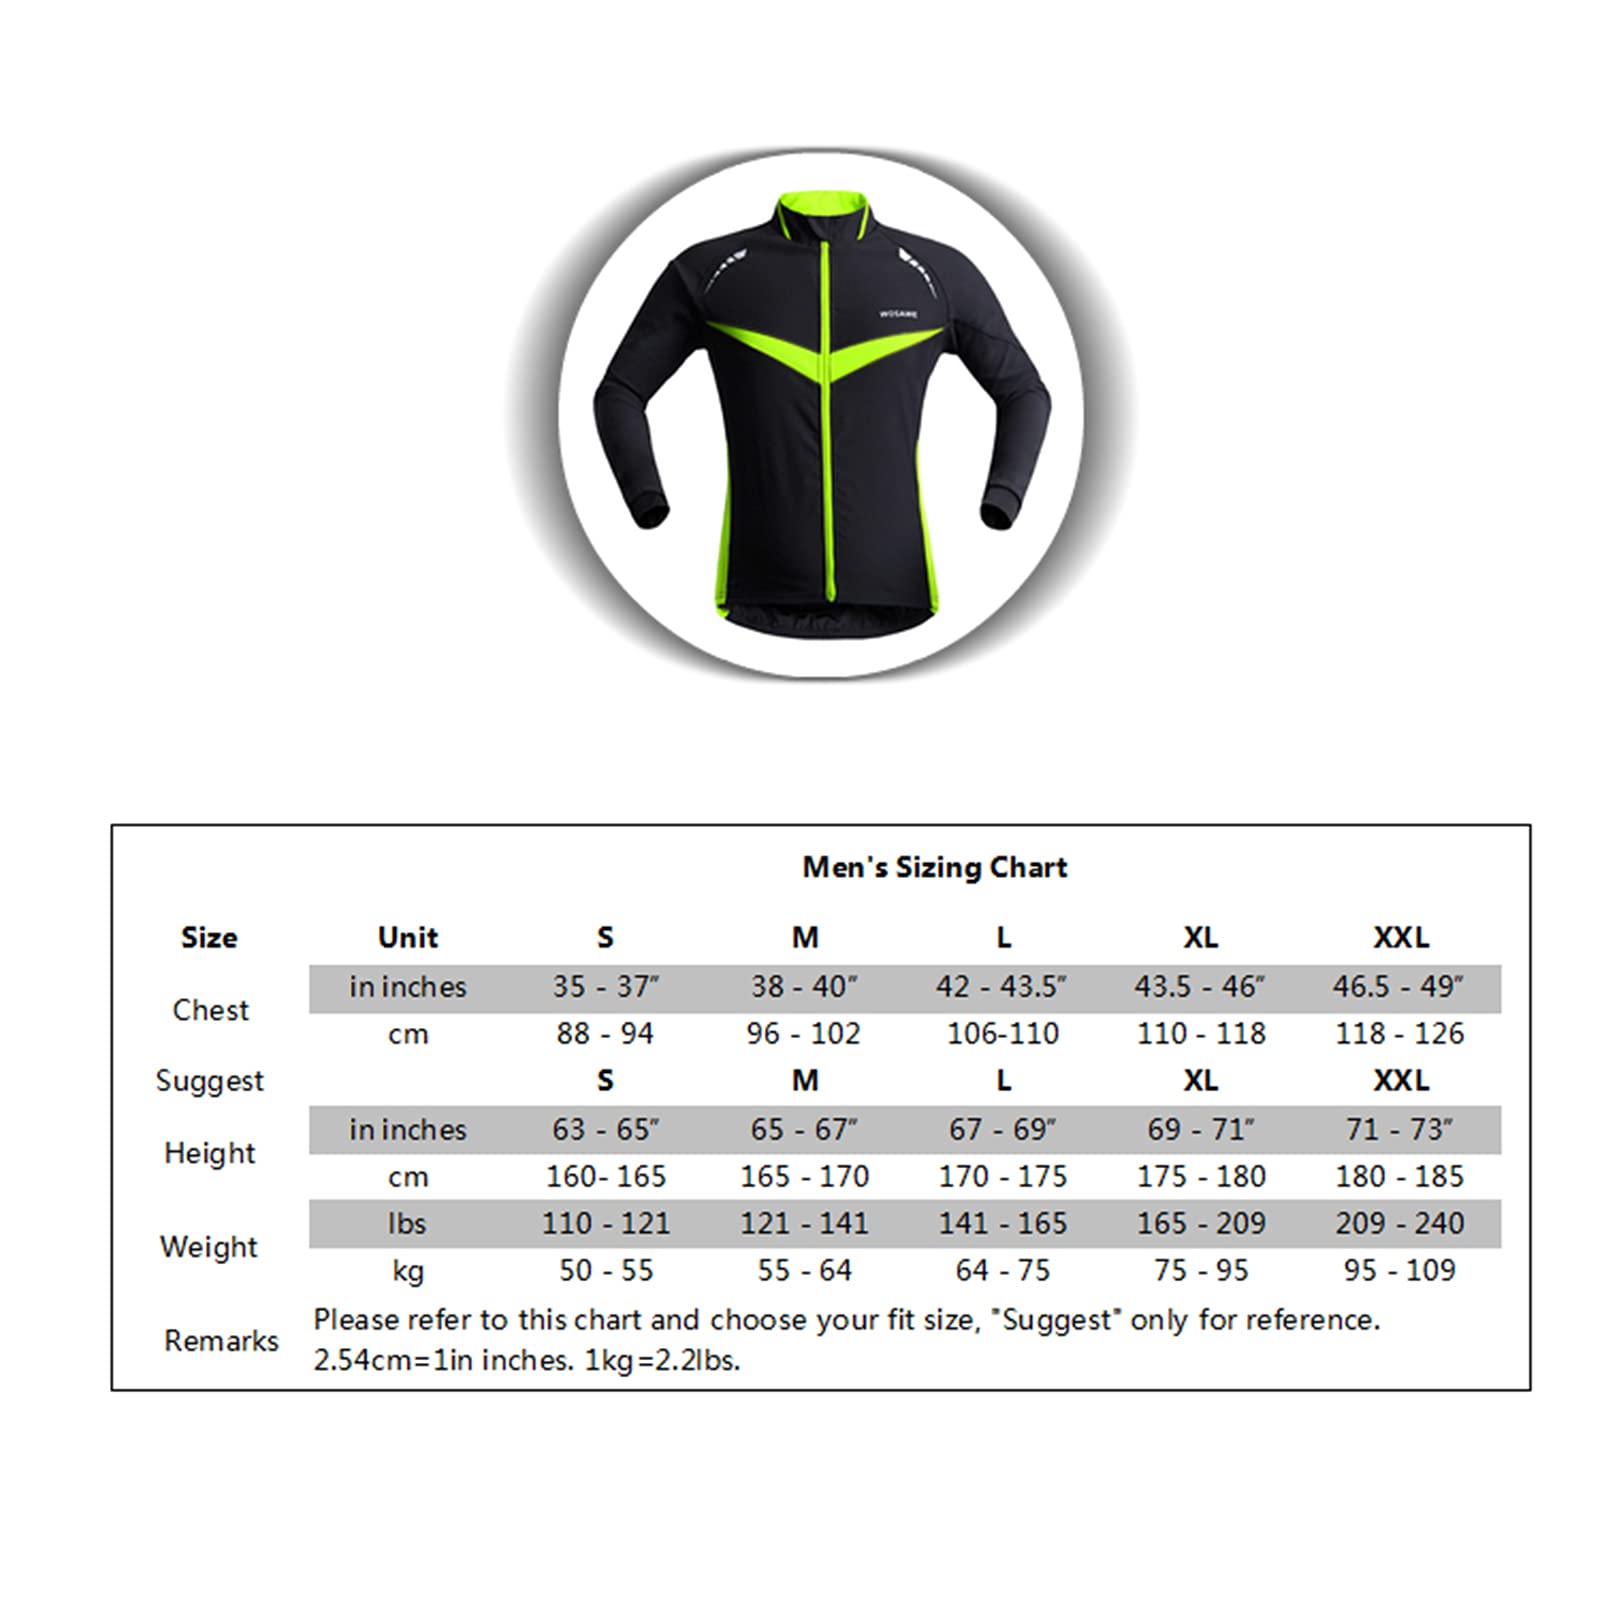 WOSAWE
Men's Sizing Chart
Size Unit S M L XL XXL
Chest
in inches 35 - 37″ 38 - 40″ 42 - 43.5″ 43.5 - 46″ 46.5 - 49″
cm 88 - 94 96 - 102 106-110 110 - 118 118 - 126
Suggest S M L XL XXL
Height
in inches 63 - 65″ 65 - 67″ 67 - 69″ 69 - 71″ 71 - 73″
cm 160- 165 165 - 170 170 - 175 175 - 180 180 - 185
Weight
lbs 110 - 121 121 - 141 141 - 165 165 - 209 209 - 240
kg 50 - 55 55 - 64 64 - 75 75 - 95 95 - 109
Remarks
Please refer to this chart and choose your fit size, "Suggest" only for reference.
2.54cm=1in inches. 1kg=2.2lbs.